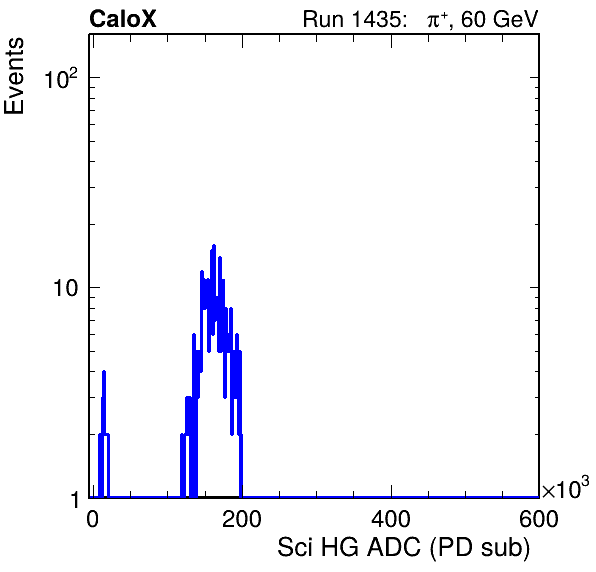 CaloX Run 1435: π⁺, 60 GeV
Events
10²
10
1
0 200 400 600
×10³
Sci HG ADC (PD sub)